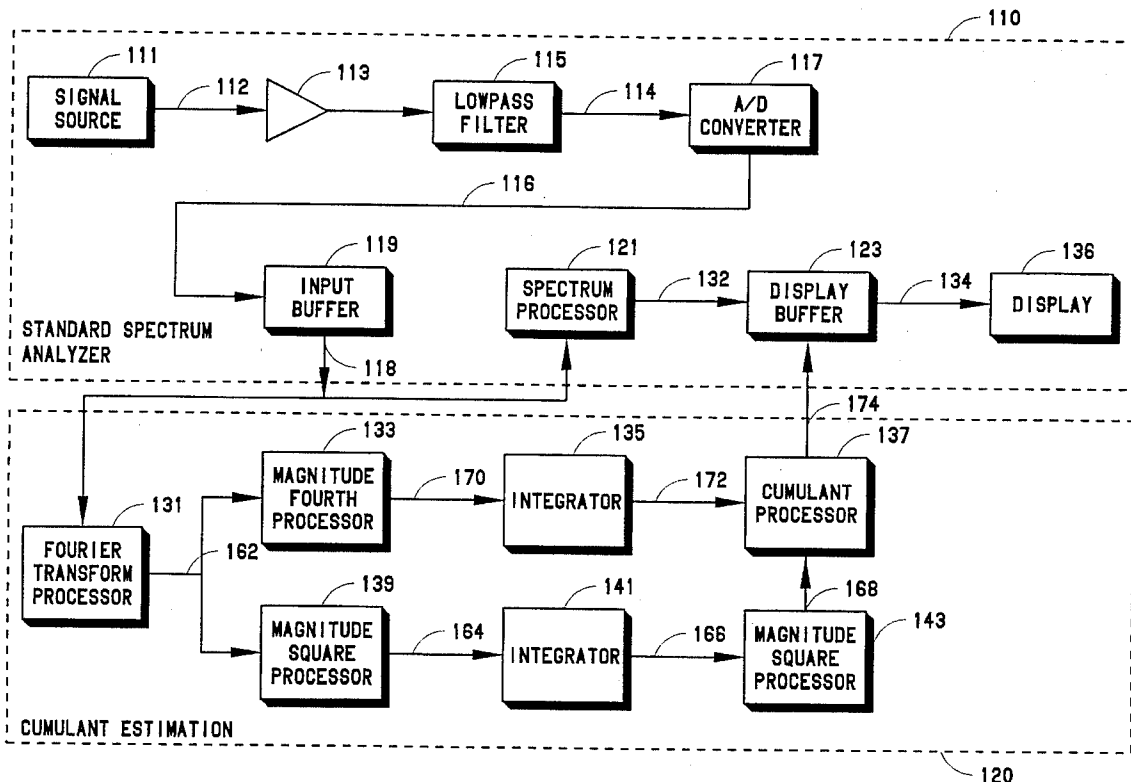 110
111
SIGNAL
SOURCE
112
113
115
LOWPASS
FILTER
114
117
A/D
CONVERTER
116
119
INPUT
BUFFER
118
121
SPECTRUM
PROCESSOR
132
123
DISPLAY
BUFFER
134
136
DISPLAY
STANDARD SPECTRUM
ANALYZER
174
131
FOURIER
TRANSFORM
PROCESSOR
162
133
MAGNITUDE
FOURTH
PROCESSOR
170
135
INTEGRATOR
172
137
CUMULANT
PROCESSOR
139
MAGNITUDE
SQUARE
PROCESSOR
164
141
INTEGRATOR
166
168
MAGNITUDE
SQUARE
PROCESSOR
143
CUMULANT ESTIMATION
120